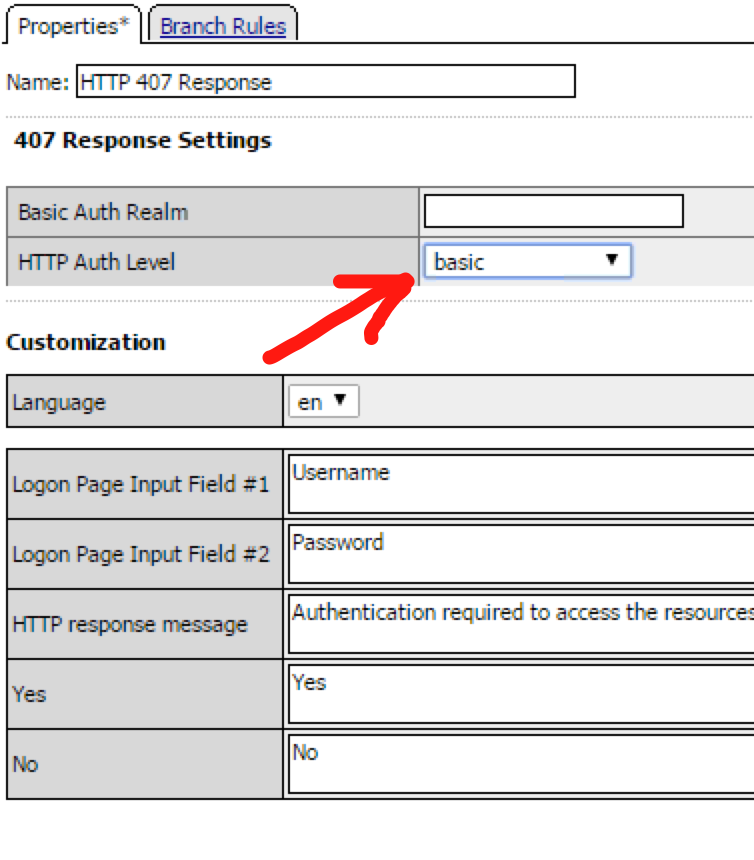 Properties* Branch Rules
Name: HTTP 407 Response
407 Response Settings
Basic Auth Realm
HTTP Auth Level basic
Customization
Language en
Logon Page Input Field #1 Username
Logon Page Input Field #2 Password
HTTP response message Authentication required to access the resources
Yes Yes
No No